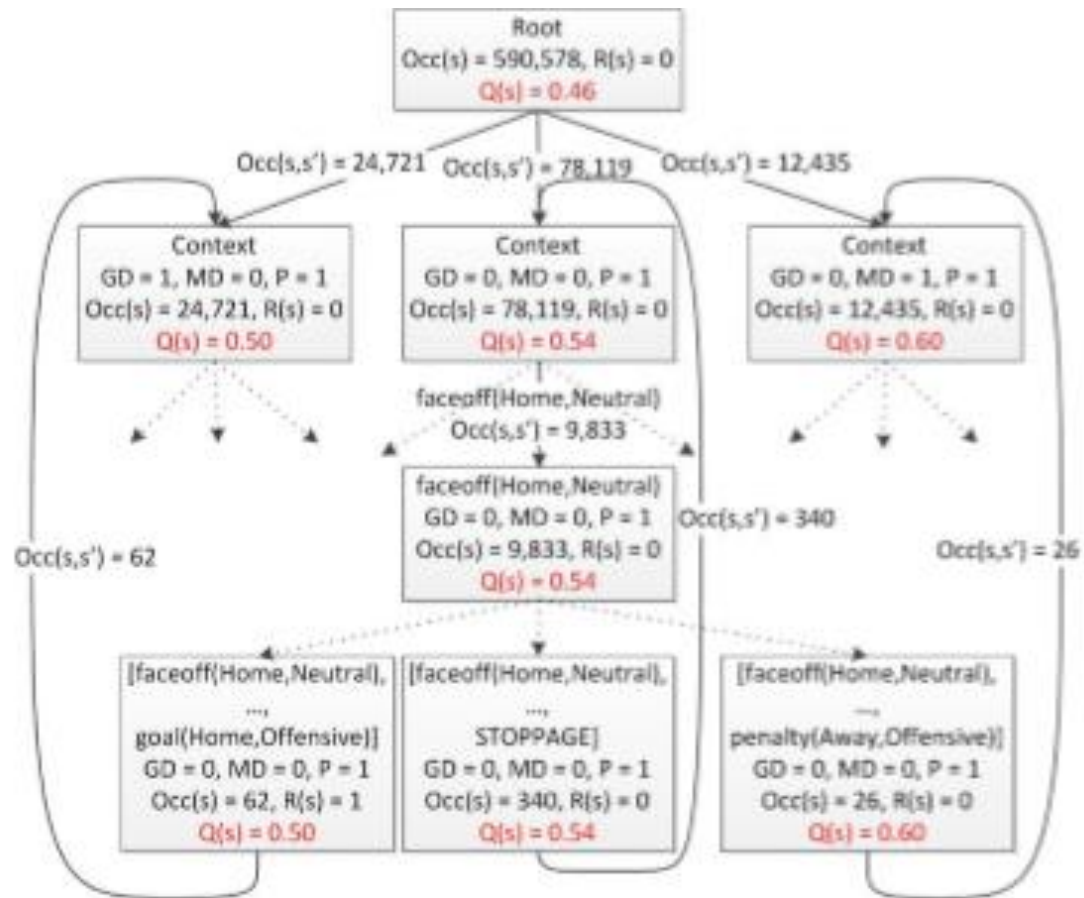 Root
Occ(s) = 590,578, R(s) = 0
Q(s) = 0.46
Occ(s,s') = 24,721
Occ(s,s') = 78,119
Occ(s,s') = 12,435
Context
GD = 1, MD = 0, P = 1
Occ(s) = 24,721, R(s) = 0
Q(s) = 0.50
Context
GD = 0, MD = 0, P = 1
Occ(s) = 78,119, R(s) = 0
Q(s) = 0.54
Context
GD = 0, MD = 1, P = 1
Occ(s) = 12,435, R(s) = 0
Q(s) = 0.60
faceoff(Home,Neutral)
Occ(s,s') = 9,833
faceoff(Home,Neutral)
GD = 0, MD = 0, P = 1
Occ(s) = 9,833, R(s) = 0
Q(s) = 0.54
Occ(s,s') = 62
Occ(s,s') = 340
Occ(s,s') = 26
[faceoff(Home,Neutral),
...,
goal(Home,Offensive)]
GD = 0, MD = 0, P = 1
Occ(s) = 62, R(s) = 1
Q(s) = 0.50
[faceoff(Home,Neutral),
...,
STOPPAGE]
GD = 0, MD = 0, P = 1
Occ(s) = 340, R(s) = 0
Q(s) = 0.54
[faceoff(Home,Neutral),
...,
penalty(Away,Offensive)]
GD = 0, MD = 0, P = 1
Occ(s) = 26, R(s) = 0
Q(s) = 0.60